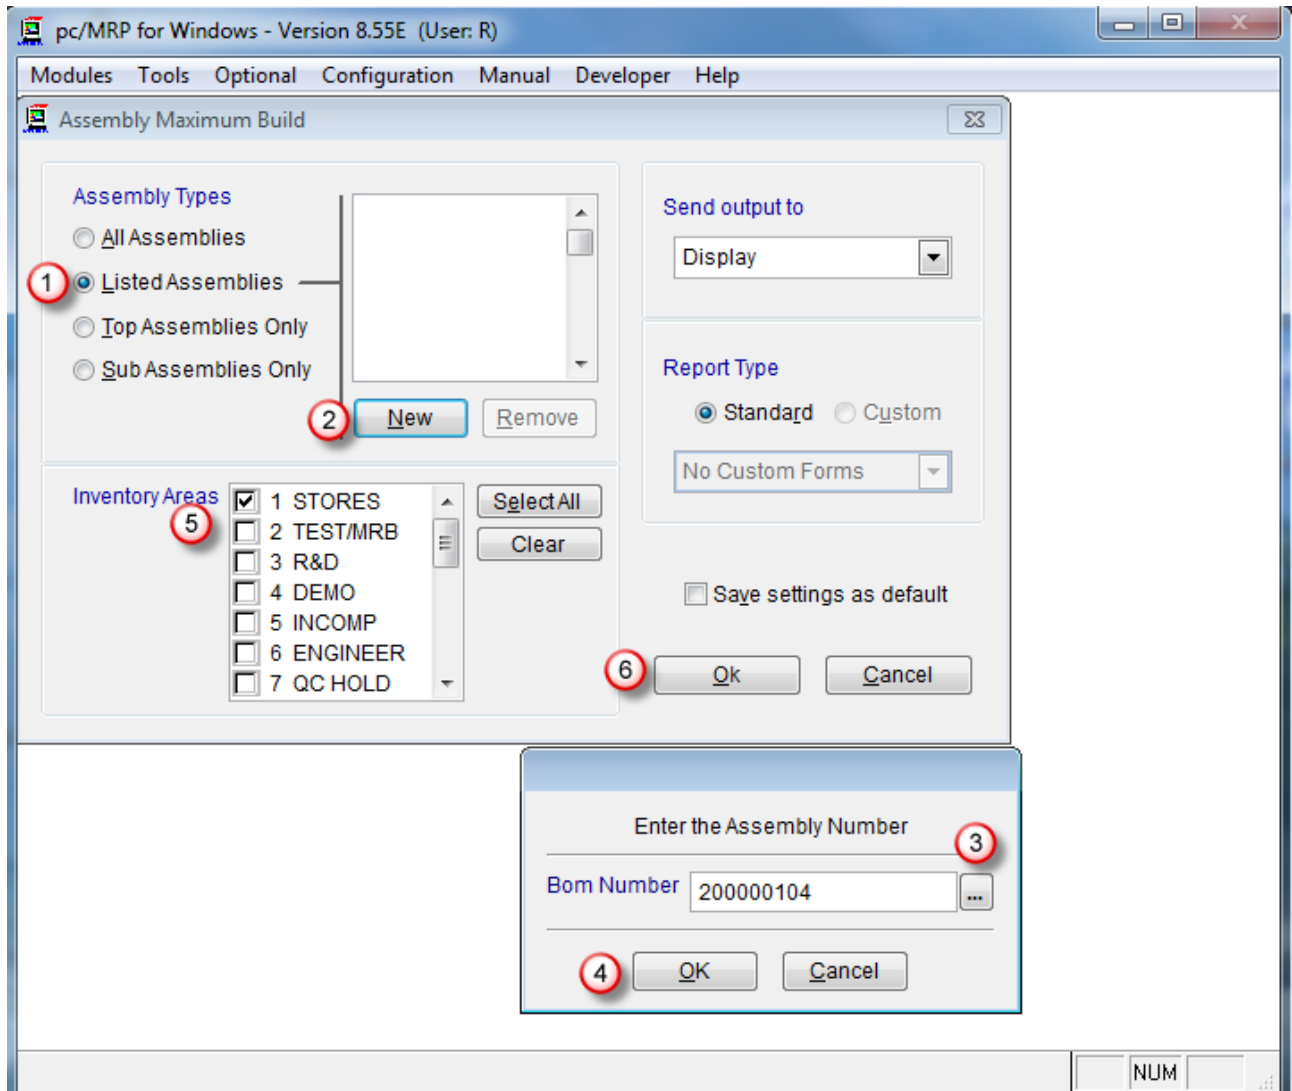 pc/MRP for Windows - Version 8.55E (User: R)
Modules Tools Optional Configuration Manual Developer Help
Assembly Maximum Build
Assembly Types
All Assemblies
1 Listed Assemblies
Top Assemblies Only
Sub Assemblies Only
2 New Remove
Inventory Areas
5
1 STORES
2 TEST/MRB
3 R&D
4 DEMO
5 INCOMP
6 ENGINEER
7 QC HOLD
Select All
Clear
Send output to
Display
Report Type
Standard Custom
No Custom Forms
Save settings as default
6 Ok Cancel
Enter the Assembly Number
3
Bom Number 200000104 ...
4 OK Cancel
NUM